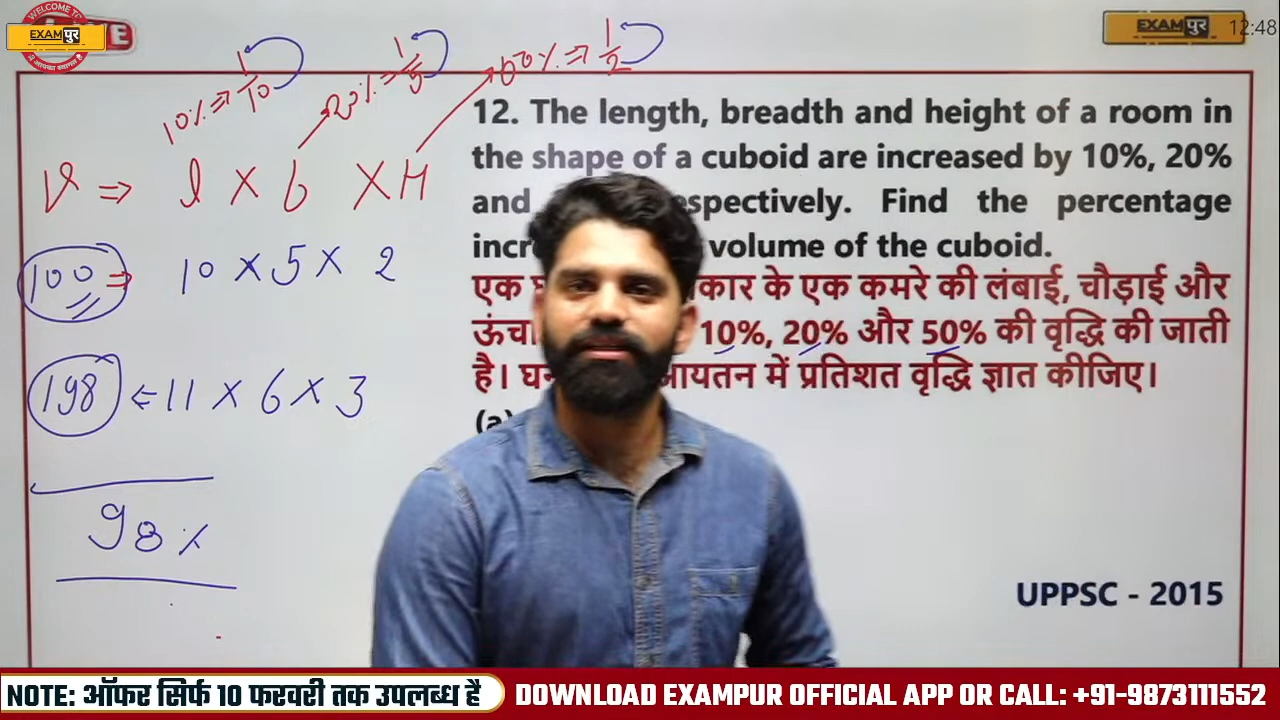 WELCOME TO
EXAMपुर
EXAMपुर
12:48
10% ⇒ 1/10
20% ⇒ 1/5
50% ⇒ 1/2
V ⇒ l × b × H
100 ⇒ 10 × 5 × 2
198 ← 11 × 6 × 3
98%
12. The length, breadth and height of a room in
the shape of a cuboid are increased by 10%, 20%
and espectively. Find the percentage
incr volume of the cuboid.
एक कार के एक कमरे की लंबाई, चौड़ाई और
10%, 20% और 50% की वृद्धि की जाती
है। आयतन में प्रतिशत वृद्धि ज्ञात कीजिए।
(a)
UPPSC - 2015
NOTE: ऑफर सिर्फ 10 फरवरी तक उपलब्ध है
DOWNLOAD EXAMPUR OFFICIAL APP OR CALL: +91-9873111552